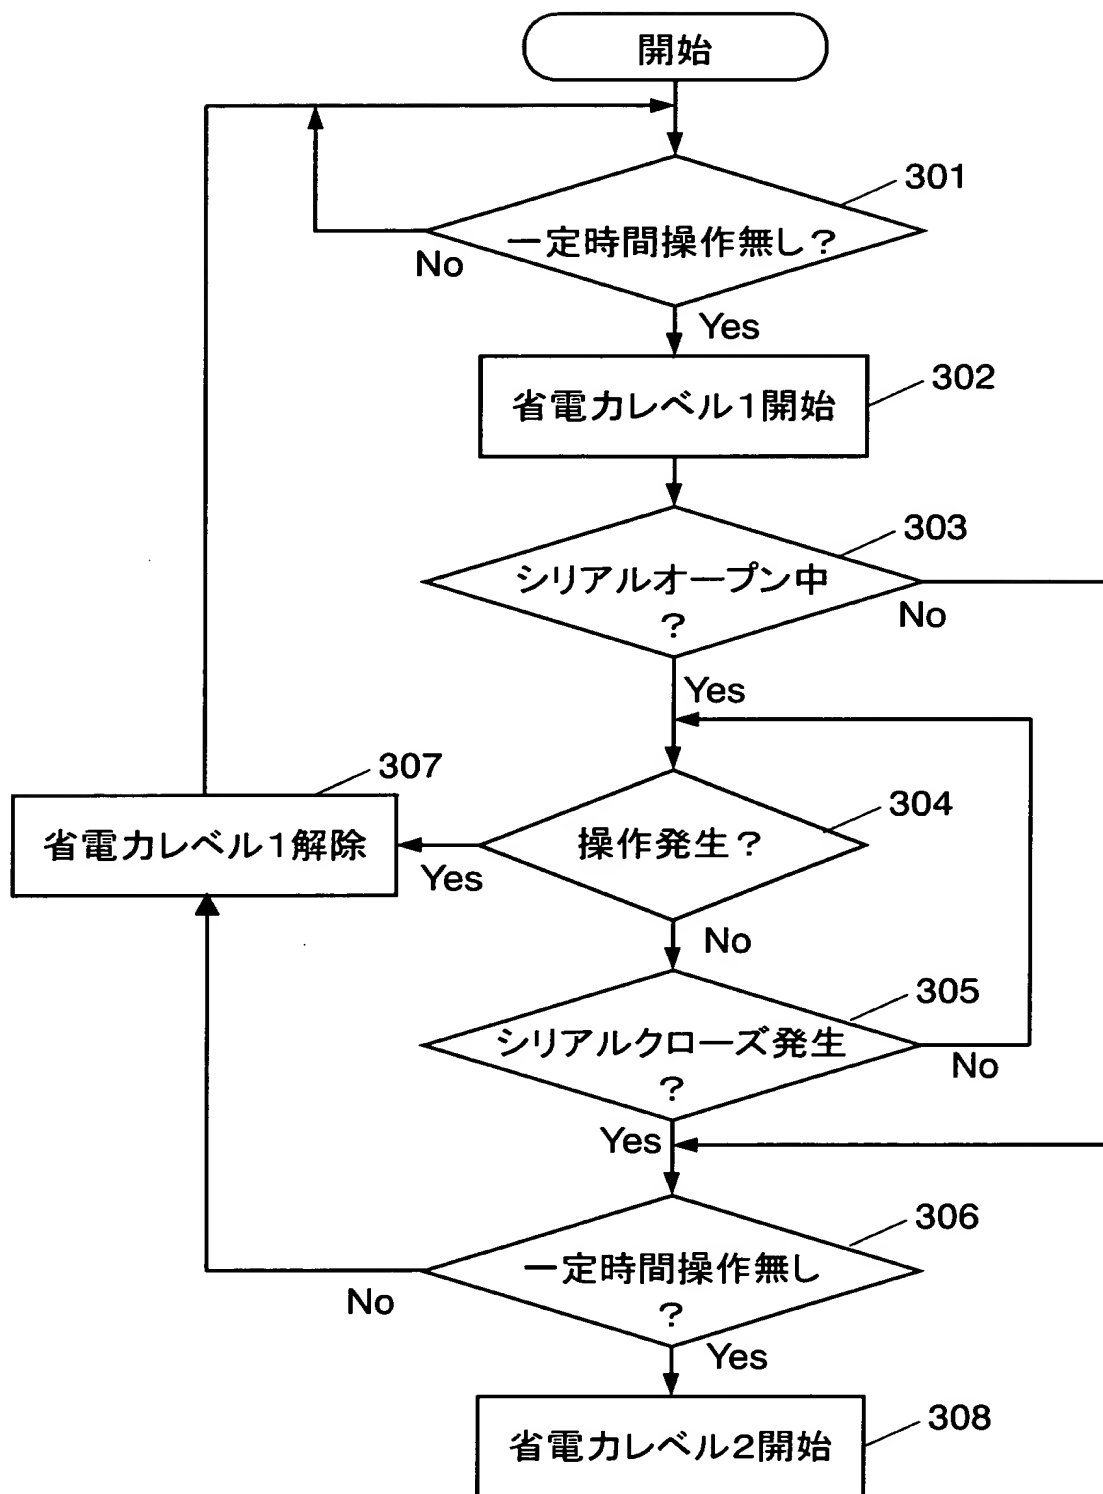 開始
301
一定時間操作無し？
No
Yes
302
省電力レベル１開始
303
シリアルオープン中
？
No
Yes
307
304
省電力レベル１解除
操作発生？
Yes
No
305
シリアルクローズ発生
？
No
Yes
306
一定時間操作無し
？
No
Yes
308
省電力レベル２開始